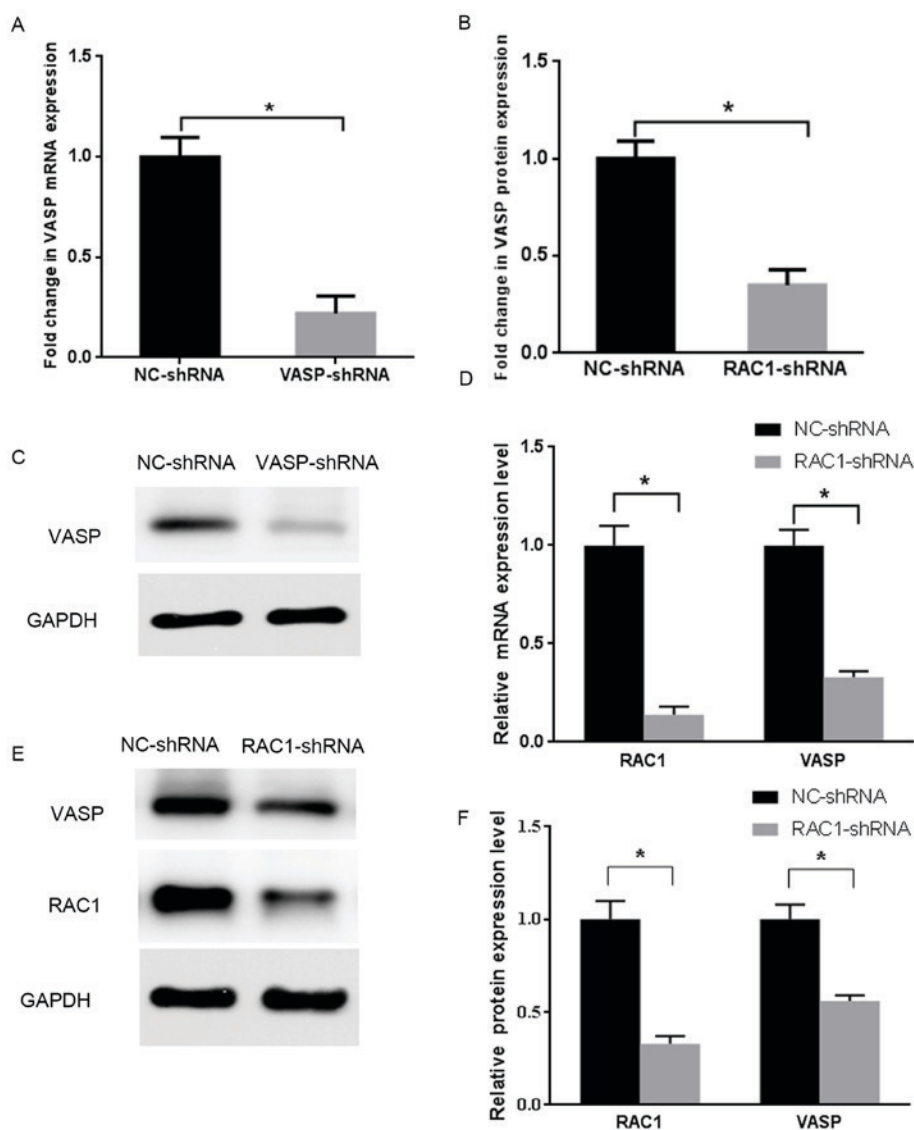 A
Fold change in VASP mRNA expression
1.5
1.0
0.5
0.0
*
NC-shRNA VASP-shRNA
B
Fold change in VASP protein expression
1.5
1.0
0.5
0.0
*
NC-shRNA RAC1-shRNA
C
NC-shRNA VASP-shRNA
VASP
GAPDH
D
NC-shRNA
RAC1-shRNA
Relative mRNA expression level
1.5
1.0
0.5
0.0
*
*
RAC1 VASP
E
NC-shRNA RAC1-shRNA
VASP
RAC1
GAPDH
F
NC-shRNA
RAC1-shRNA
Relative protein expression level
1.5
1.0
0.5
0.0
*
*
RAC1 VASP